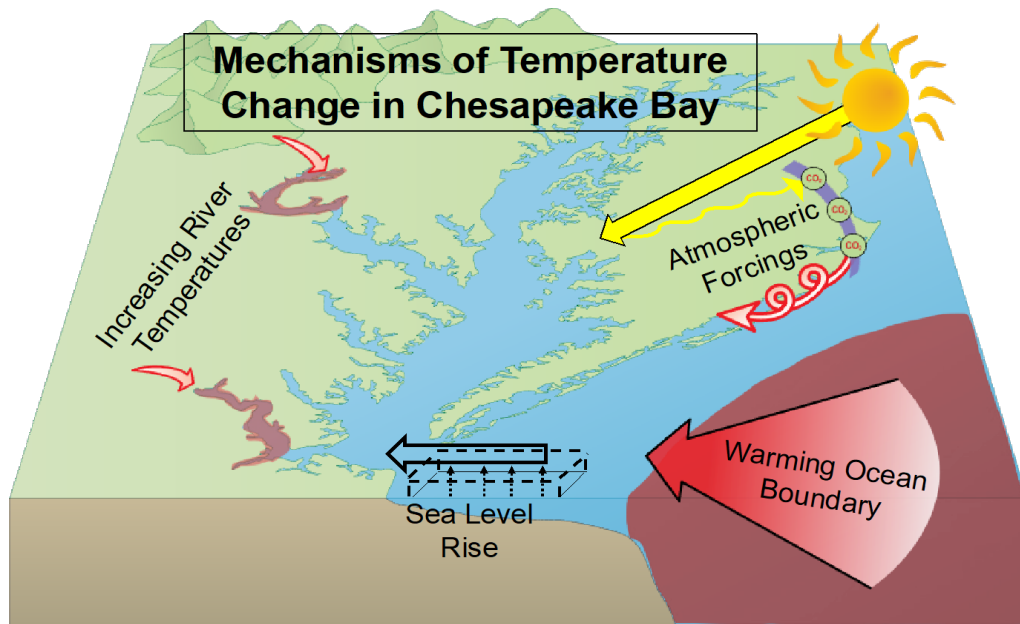 Mechanisms of Temperature
Change in Chesapeake Bay
CO₂
CO₂
CO₂
Atmospheric
Forcings
Increasing River
Temperatures
Warming Ocean
Boundary
Sea Level
Rise